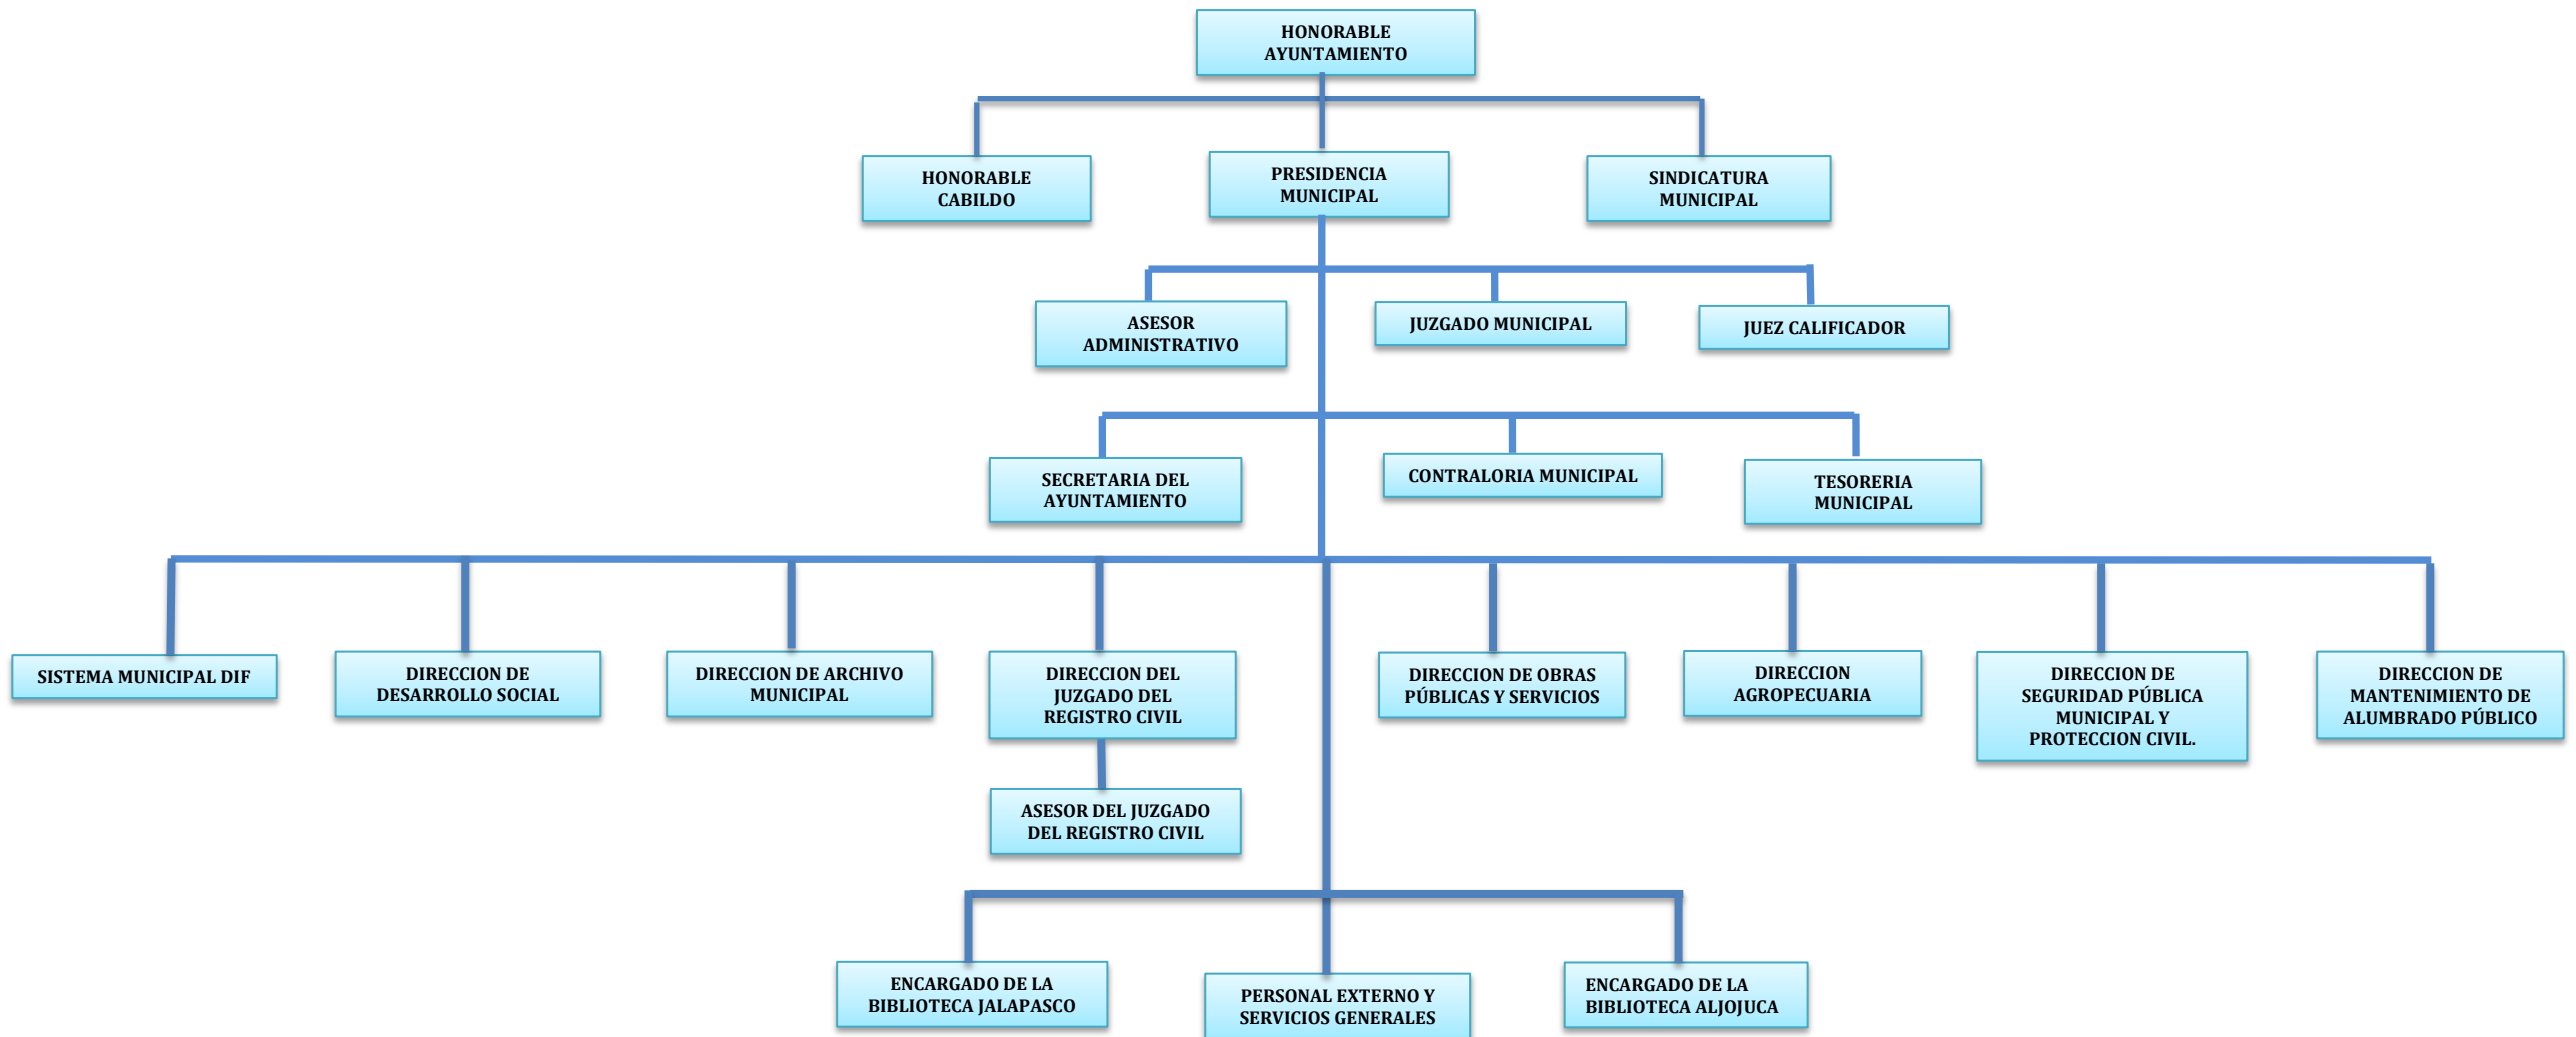 HONORABLE
AYUNTAMIENTO
HONORABLE
CABILDO
PRESIDENCIA
MUNICIPAL
SINDICATURA
MUNICIPAL
ASESOR
ADMINISTRATIVO
JUZGADO MUNICIPAL
JUEZ CALIFICADOR
SECRETARIA DEL
AYUNTAMIENTO
CONTRALORIA MUNICIPAL
TESORERIA
MUNICIPAL
SISTEMA MUNICIPAL DIF
DIRECCION DE
DESARROLLO SOCIAL
DIRECCION DE ARCHIVO
MUNICIPAL
DIRECCION DEL
JUZGADO DEL
REGISTRO CIVIL
DIRECCION DE OBRAS
PÚBLICAS Y SERVICIOS
DIRECCION
AGROPECUARIA
DIRECCION DE
SEGURIDAD PÚBLICA
MUNICIPAL Y
PROTECCION CIVIL.
DIRECCION DE
MANTENIMIENTO DE
ALUMBRADO PÚBLICO
ASESOR DEL JUZGADO
DEL REGISTRO CIVIL
ENCARGADO DE LA
BIBLIOTECA JALAPASCO
PERSONAL EXTERNO Y
SERVICIOS GENERALES
ENCARGADO DE LA
BIBLIOTECA ALJOJUCA